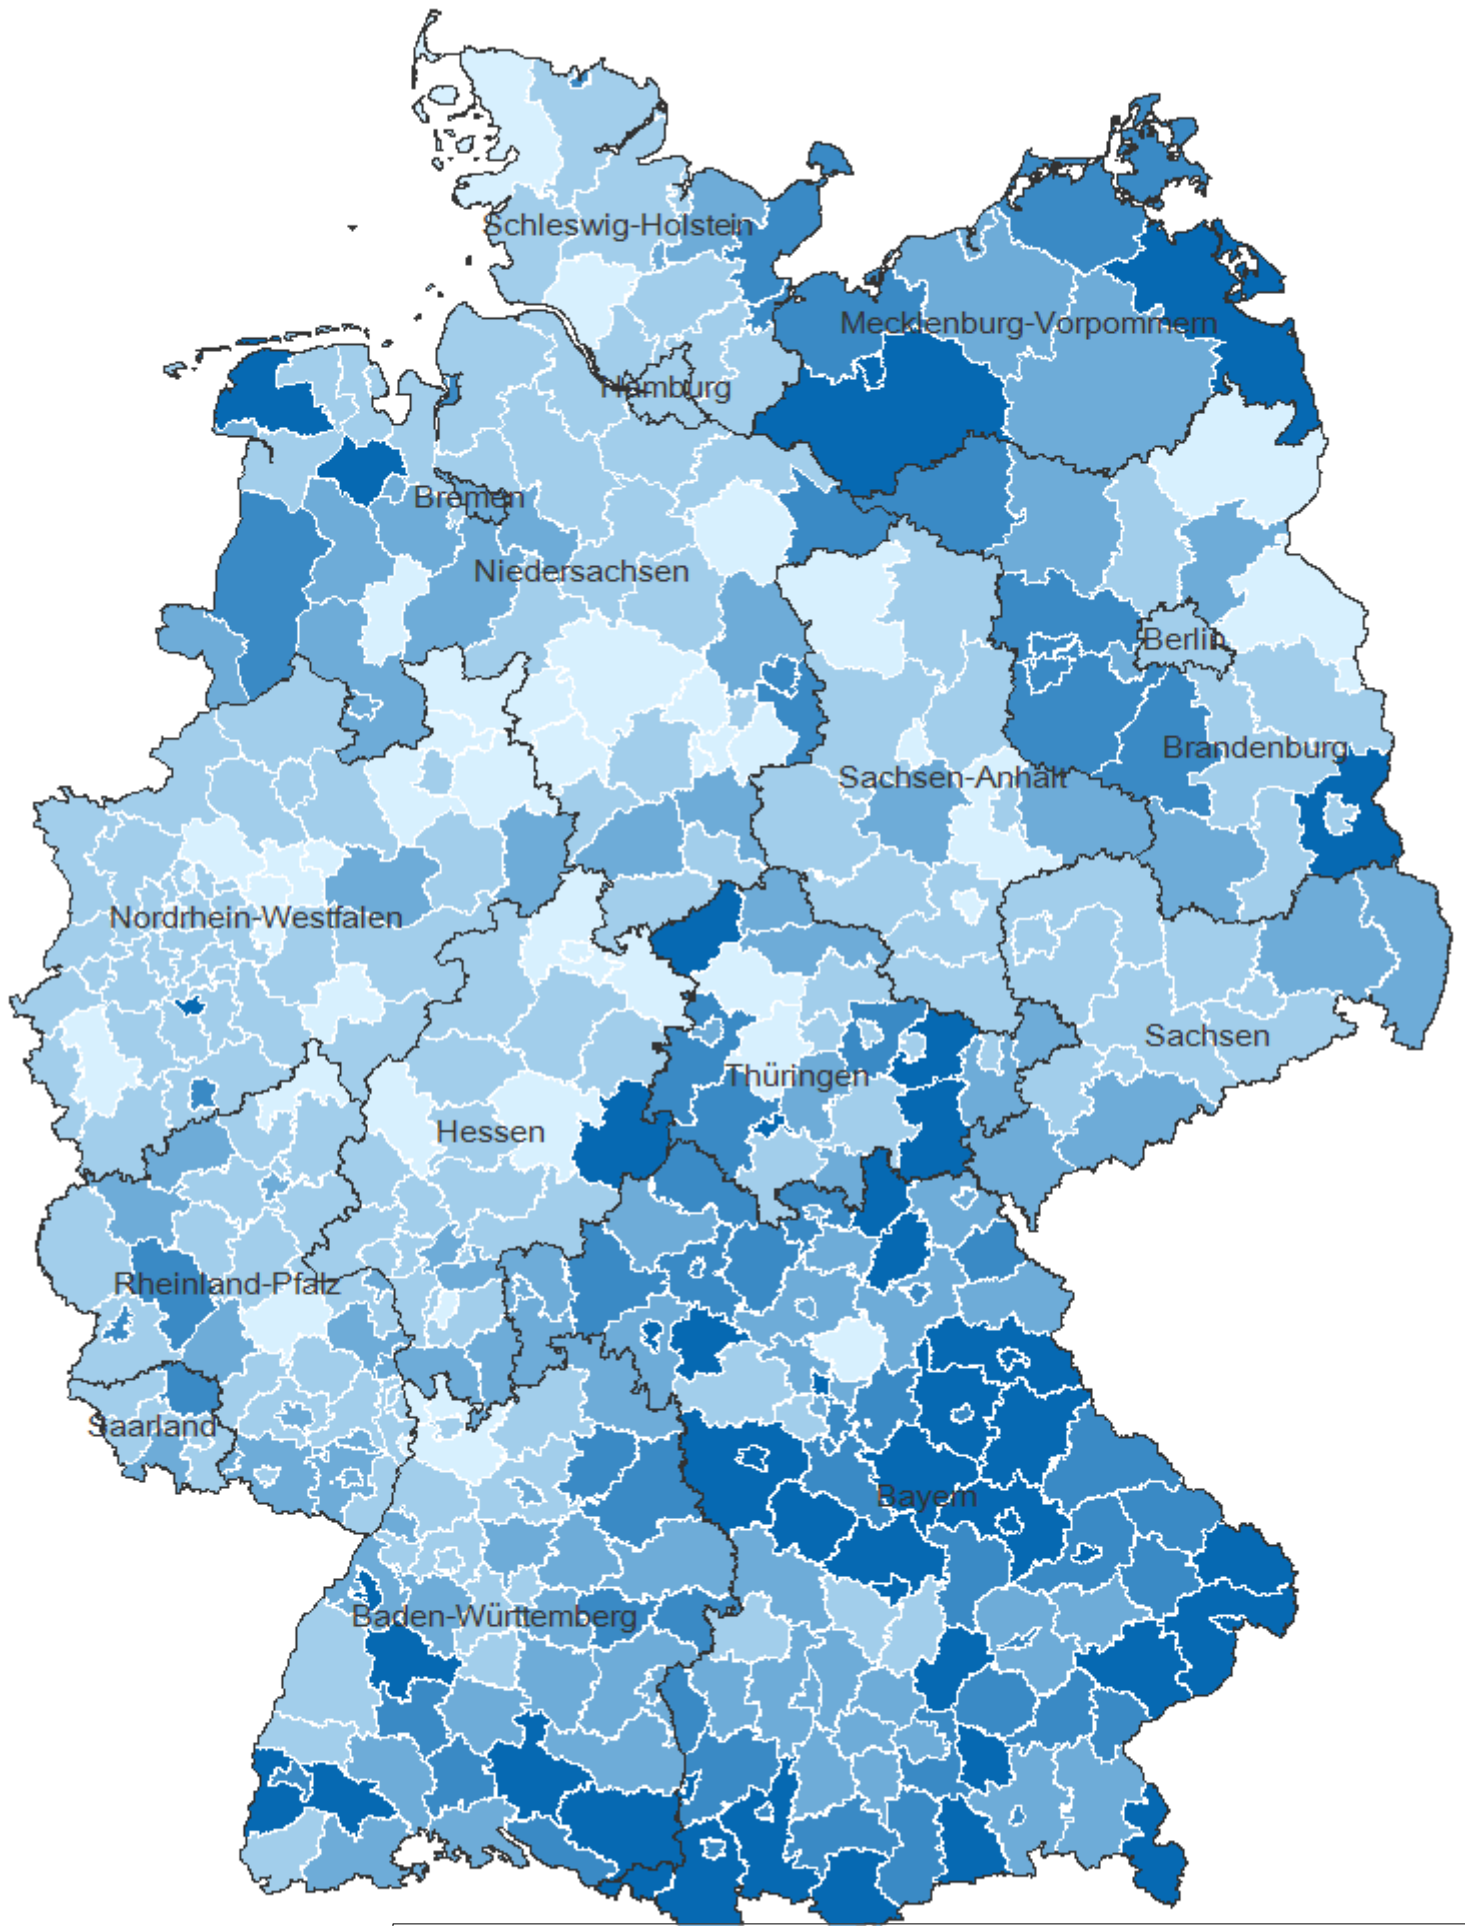 Schleswig-Holstein
Mecklenburg-Vorpommern
Hamburg
Bremen
Niedersachsen
Berlin
Brandenburg
Sachsen-Anhalt
Nordrhein-Westfalen
Sachsen
Thüringen
Hessen
Rheinland-Pfalz
Saarland
Bayern
Baden-Württemberg